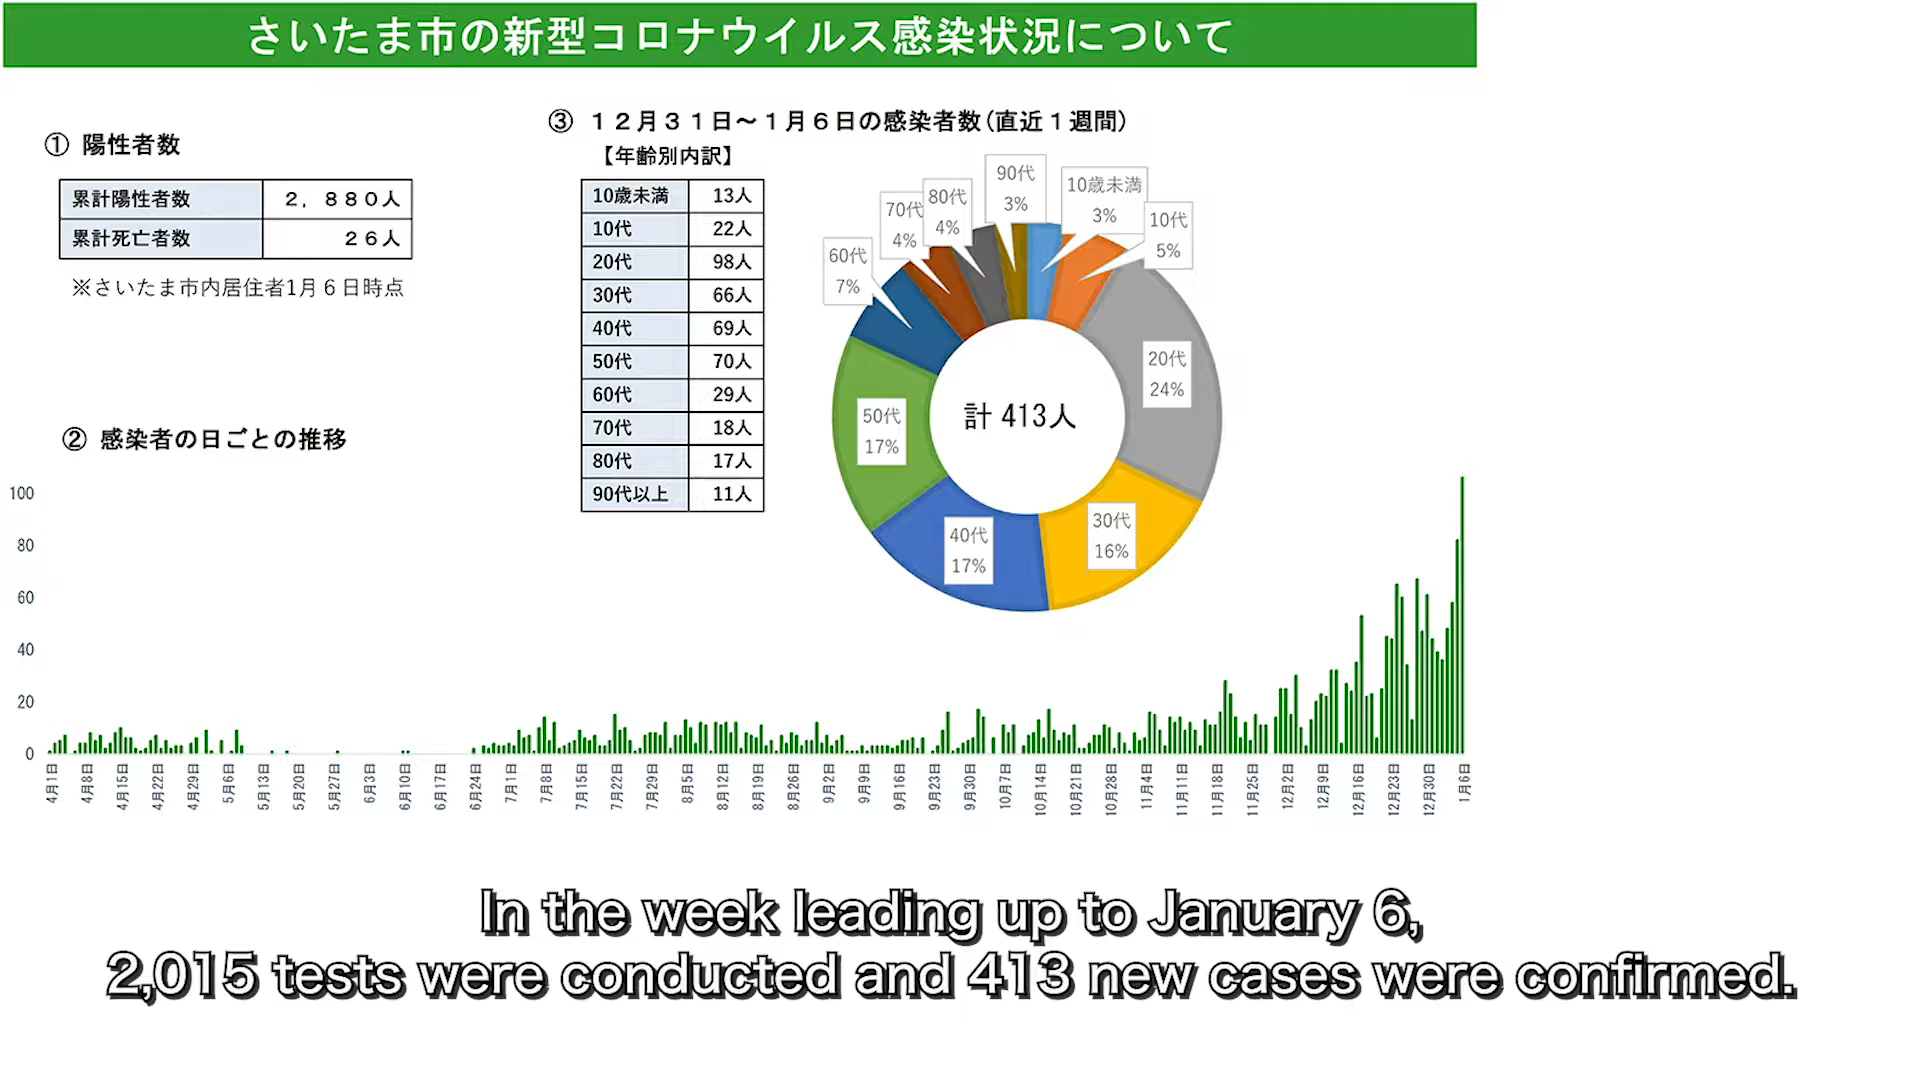 さいたま市の新型コロナウイルス感染状況について
① 陽性者数
累計陽性者数 ２，８８０人
累計死亡者数 ２６人
※さいたま市内居住者1月６日時点
③ １２月３１日～１月６日の感染者数(直近１週間)
【年齢別内訳】
10歳未満 13人
10代 22人
20代 98人
30代 66人
40代 69人
50代 70人
60代 29人
70代 18人
80代 17人
90代以上 11人
90代
3%
10歳未満
3%
10代
5%
20代
24%
30代
16%
40代
17%
50代
17%
60代
7%
70代
4%
80代
4%
計 413人
② 感染者の日ごとの推移
100
80
60
40
20
0
4月1日
4月8日
4月15日
4月22日
4月29日
5月6日
5月13日
5月20日
5月27日
6月3日
6月10日
6月17日
6月24日
7月1日
7月8日
7月15日
7月22日
7月29日
8月5日
8月12日
8月19日
8月26日
9月2日
9月9日
9月16日
9月23日
9月30日
10月7日
10月14日
10月21日
10月28日
11月4日
11月11日
11月18日
11月25日
12月2日
12月9日
12月16日
12月23日
12月30日
1月6日
In the week leading up to January 6,
2,015 tests were conducted and 413 new cases were confirmed.